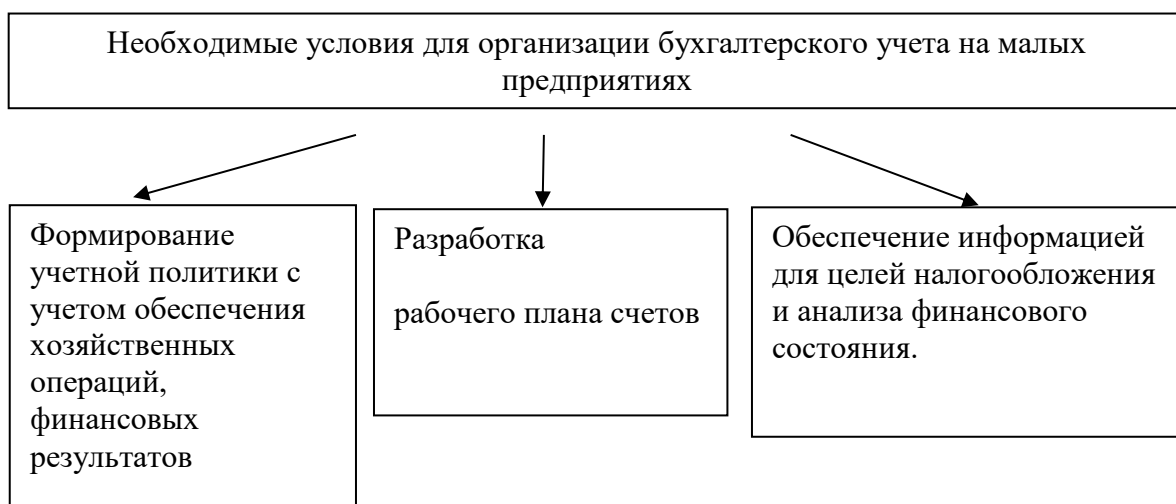 Необходимые условия для организации бухгалтерского учета на малых
предприятиях
Формирование
учетной политики с
учетом обеспечения
хозяйственных
операций,
финансовых
результатов
Разработка
рабочего плана счетов
Обеспечение информацией
для целей налогообложения
и анализа финансового
состояния.